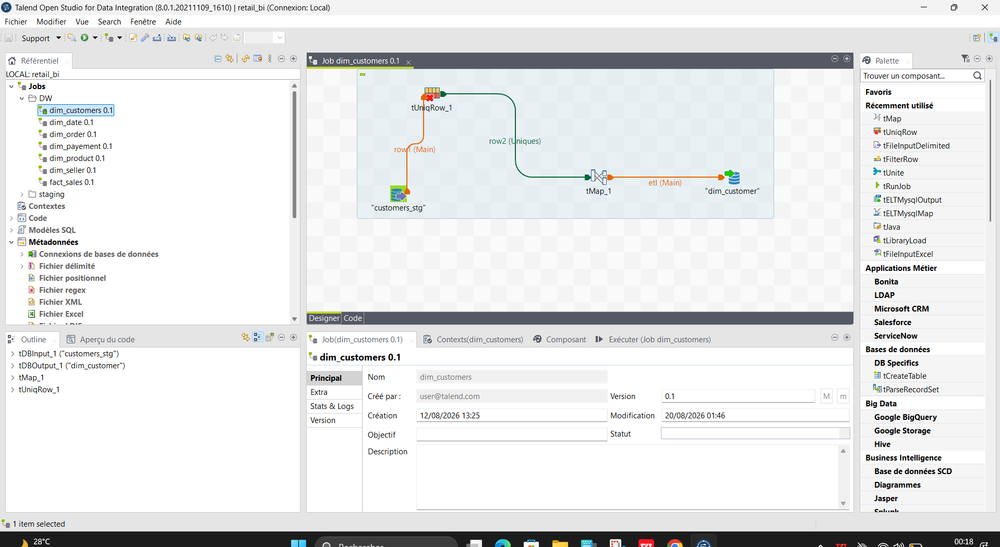 Talend Open Studio for Data Integration (8.0.1.20211109_1610) | retail_bi (Connexion: Local)
Fichier Modifier Vue Search Fenêtre Aide
Support
Référentiel
LOCAL: retail_bi
Jobs
DW
dim_customers 0.1
dim_date 0.1
dim_order 0.1
dim_payement 0.1
dim_product 0.1
dim_seller 0.1
fact_sales 0.1
staging
Contextes
Code
Modèles SQL
Métadonnées
Connexions de bases de données
Fichier délimité
Fichier positionnel
Fichier regex
Fichier XML
Fichier Excel
Job dim_customers 0.1
tUniqRow_1
row2 (Uniques)
row1 (Main)
etl (Main)
tMap_1
"dim_customer"
"customers_stg"
Designer Code
Palette
Trouver un composant...
Favoris
Récemment utilisé
tMap
tUniqRow
tFileInputDelimited
tFilterRow
tUnite
tRunJob
tELTMysqlOutput
tELTMysqlMap
tJava
tLibraryLoad
tFileInputExcel
Applications Métier
Bonita
LDAP
Microsoft CRM
Salesforce
ServiceNow
Bases de données
DB Specifics
tCreateTable
tParseRecordSet
Big Data
Google BigQuery
Google Storage
Hive
Business Intelligence
Base de données SCD
Diagrammes
Jasper
Splunk
Outline Aperçu du code
tDBInput_1 ("customers_stg")
tDBOutput_1 ("dim_customer")
tMap_1
tUniqRow_1
Job(dim_customers 0.1) Contexts(dim_customers) Composant Exécuter (Job dim_customers)
dim_customers 0.1
Principal
Extra
Stats & Logs
Version
Nom dim_customers
Créé par : user@talend.com Version 0.1 M m
Création 12/08/2026 13:25 Modification 20/08/2026 01:46
Objectif Statut
Description
1 item selected
28°C
Rechercher
00:18